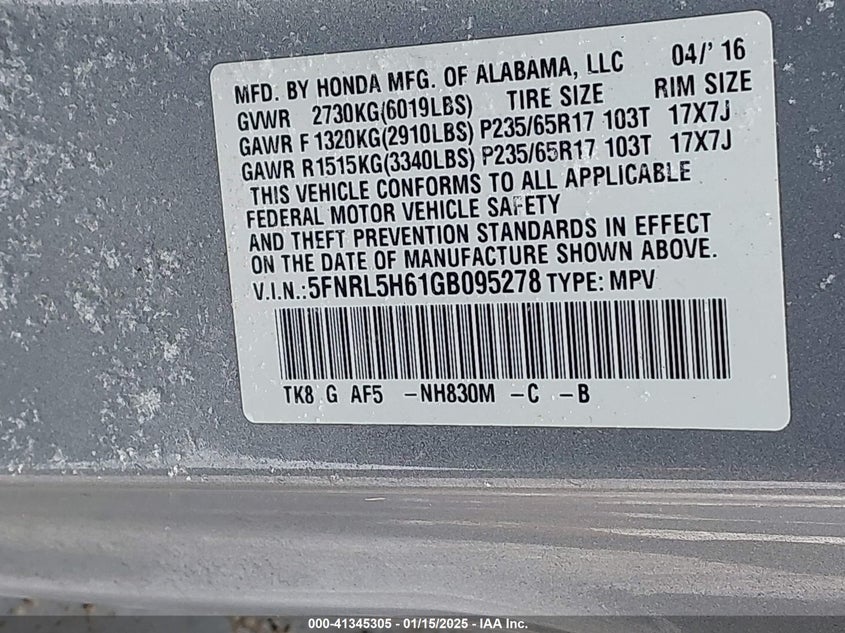 MFD. BY HONDA MFG. OF ALABAMA, LLC 04/' 16
GVWR 2730KG(6019LBS) TIRE SIZE RIM SIZE
GAWR F 1320KG(2910LBS) P235/65R17 103T 17X7J
GAWR R1515KG(3340LBS) P235/65R17 103T 17X7J
THIS VEHICLE CONFORMS TO ALL APPLICABLE
FEDERAL MOTOR VEHICLE SAFETY
AND THEFT PREVENTION STANDARDS IN EFFECT
ON THE DATE OF MANUFACTURE SHOWN ABOVE.
V.I.N.:5FNRL5H61GB095278 TYPE: MPV
TK8 G AF5 -NH830M -C -B
000-41345305 - 01/15/2025 - IAA Inc.